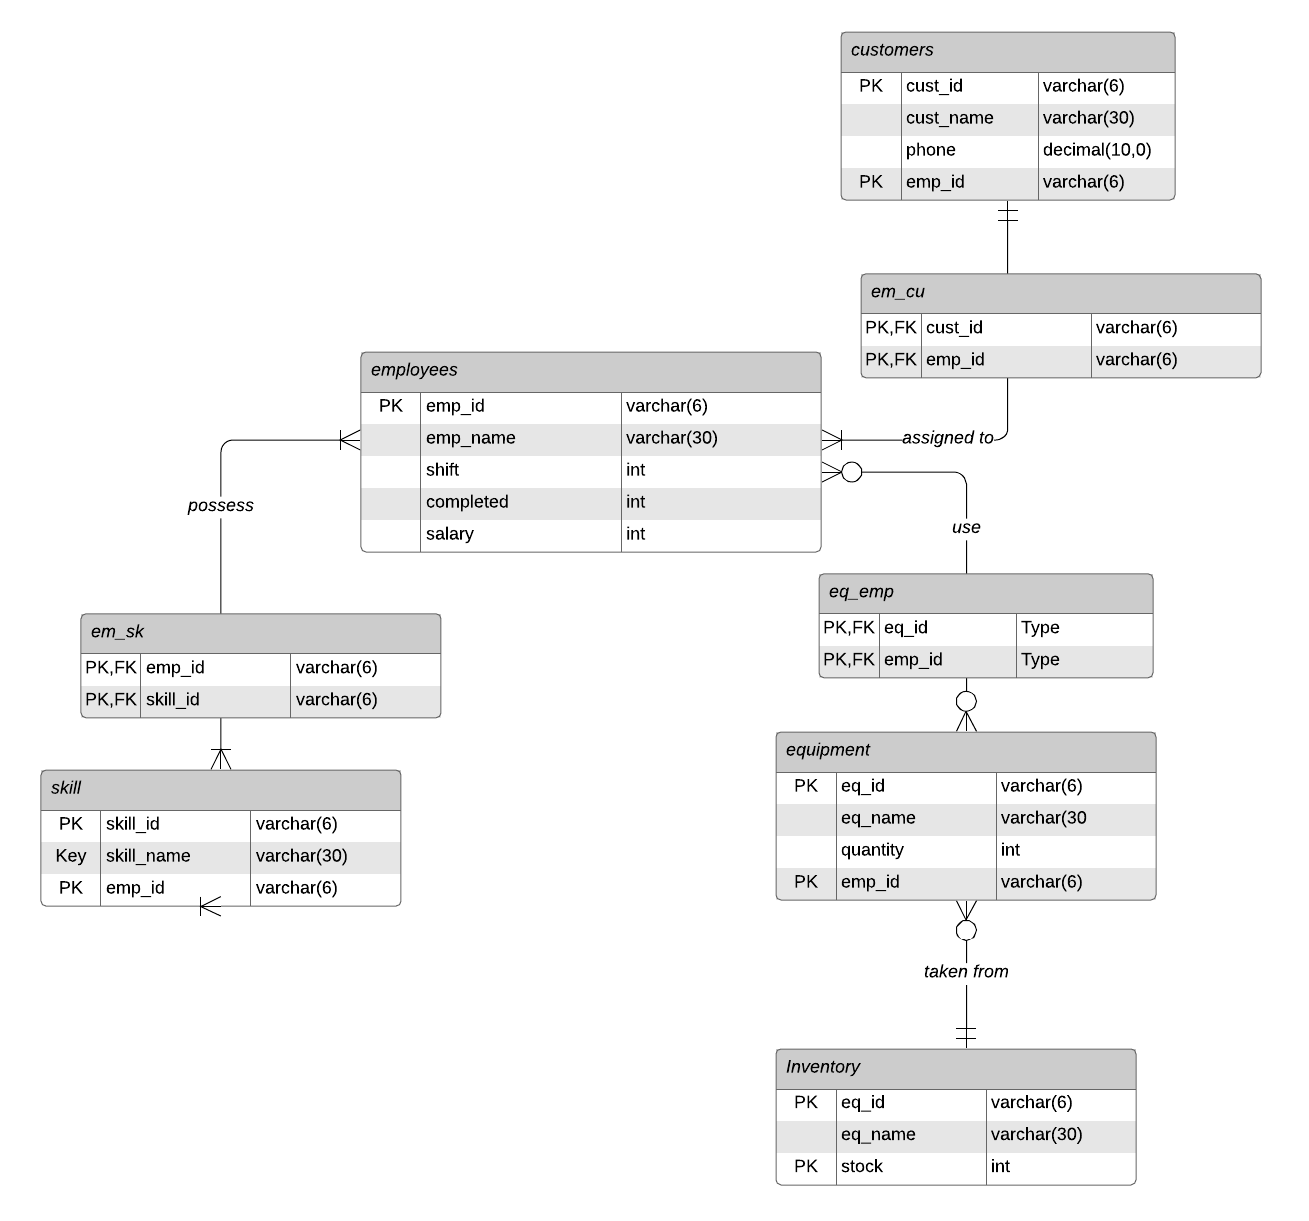 customers
PK cust_id varchar(6)
cust_name varchar(30)
phone decimal(10,0)
PK emp_id varchar(6)
em_cu
PK,FK cust_id varchar(6)
PK,FK emp_id varchar(6)
assigned to
employees
PK emp_id varchar(6)
emp_name varchar(30)
shift int
completed int
salary int
possess
use
eq_emp
PK,FK eq_id Type
PK,FK emp_id Type
em_sk
PK,FK emp_id varchar(6)
PK,FK skill_id varchar(6)
skill
PK skill_id varchar(6)
Key skill_name varchar(30)
PK emp_id varchar(6)
equipment
PK eq_id varchar(6)
eq_name varchar(30
quantity int
PK emp_id varchar(6)
taken from
Inventory
PK eq_id varchar(6)
eq_name varchar(30)
PK stock int